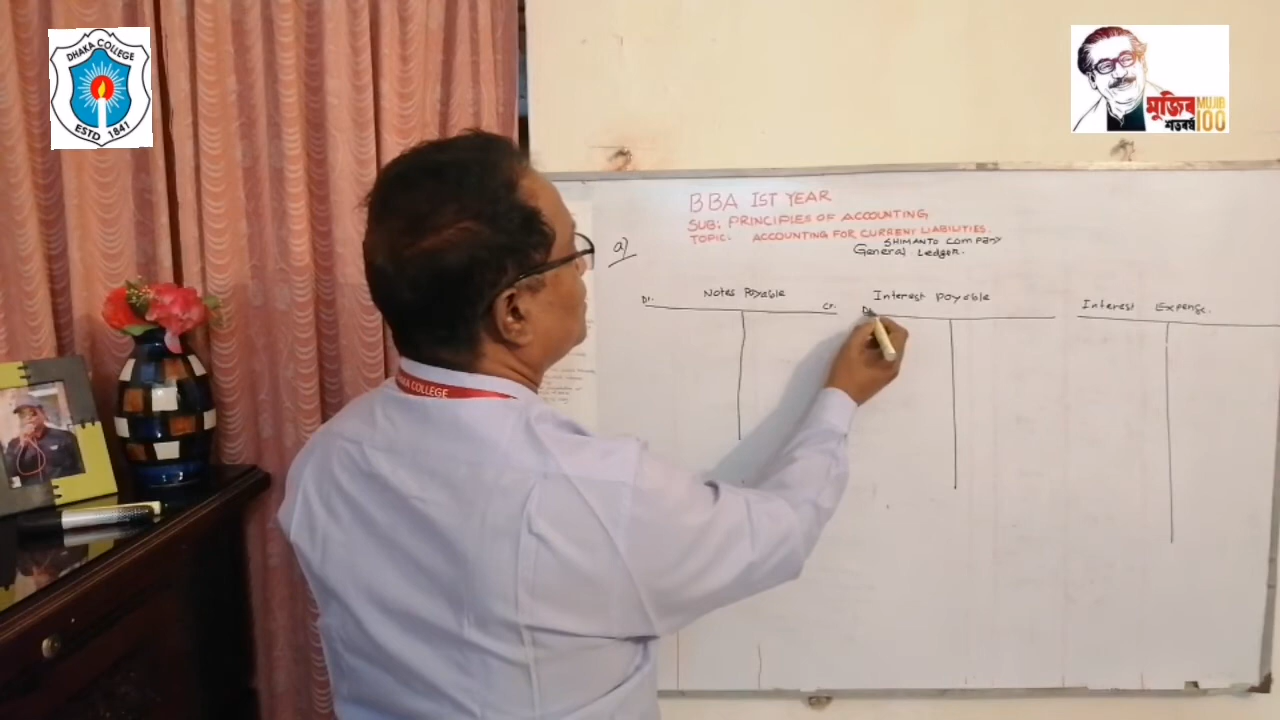 DHAKA COLLEGE
ESTD 1841
মুজিব MUJIB
শতবর্ষ 100
BBA 1ST YEAR
SUB: PRINCIPLES OF ACCOUNTING
TOPIC: ACCOUNTING FOR CURRENT LIABILITIES.
a)
SHIMANTO COMPANY
General Ledger.
Dr. Notes Payable Cr.
Interest Payable
Interest Expense.
DHAKA COLLEGE